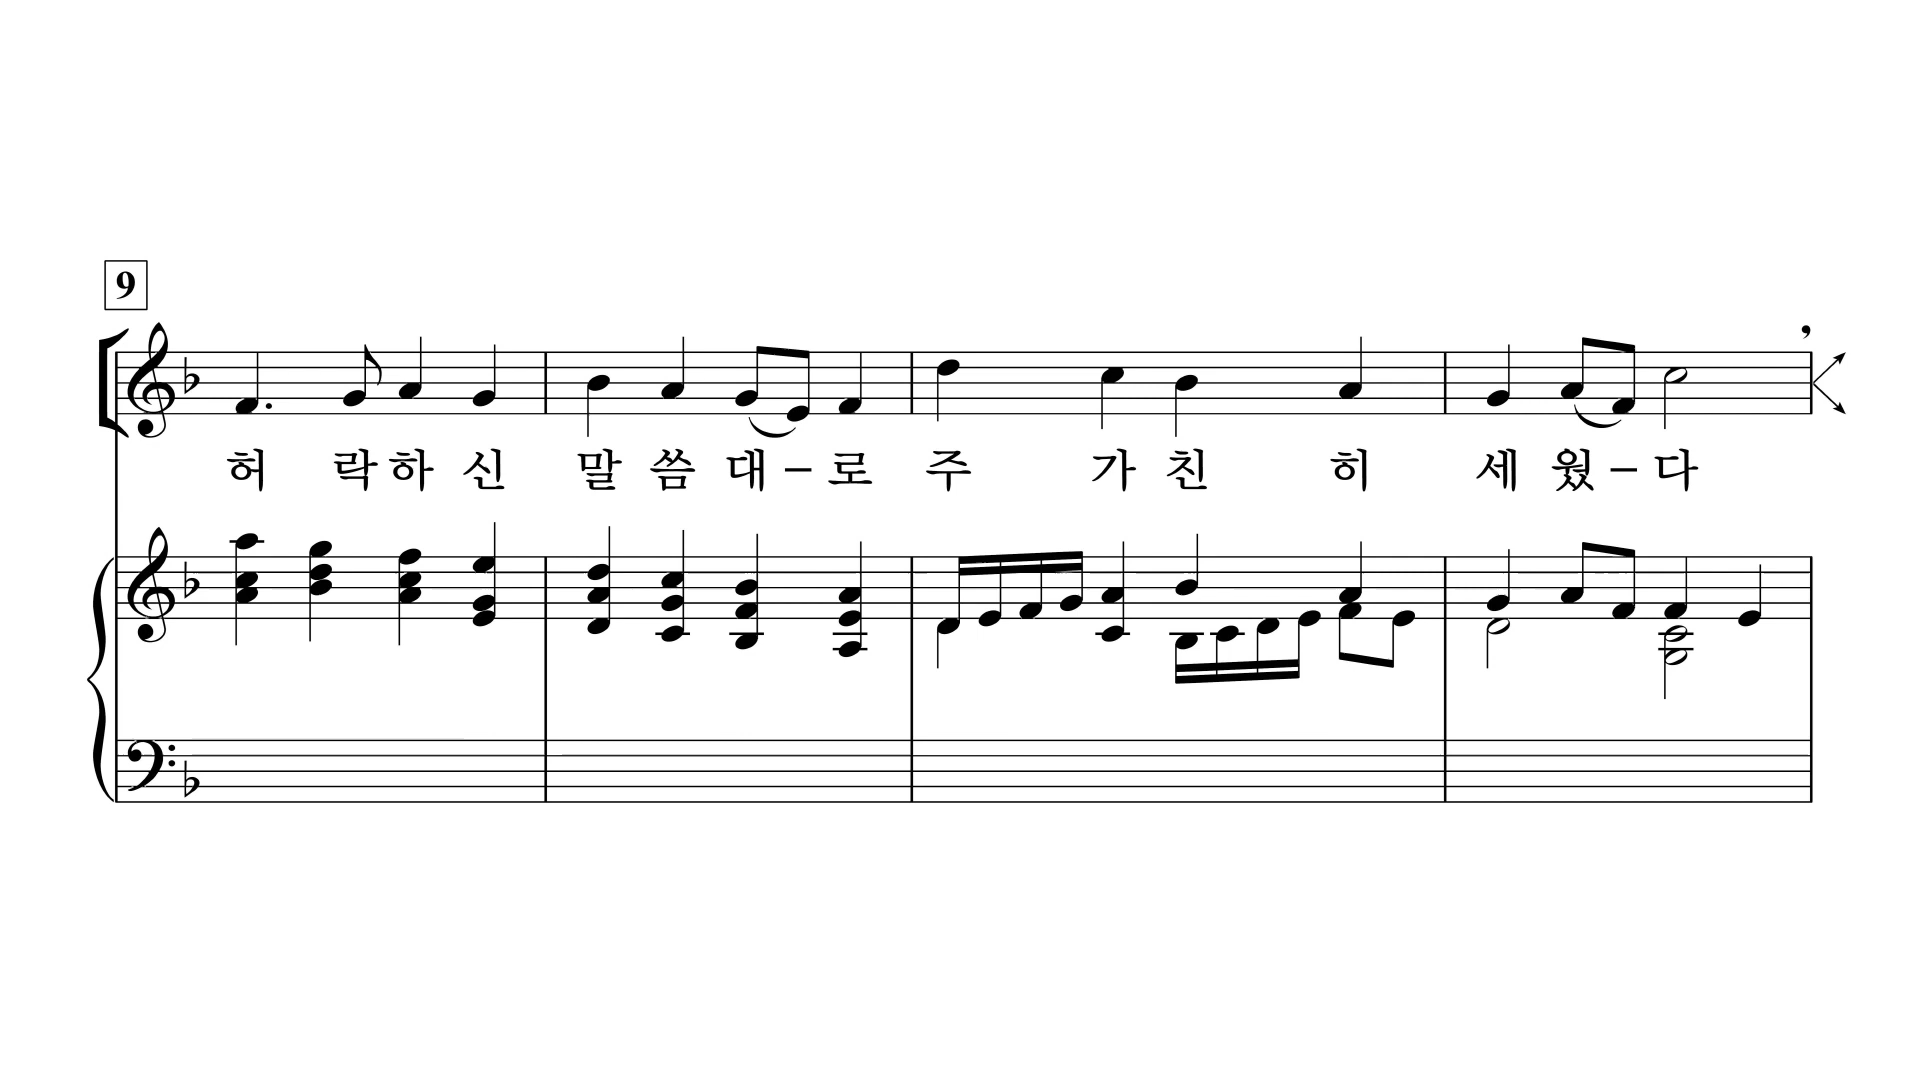 9
허 락 하 신 말 씀 대 – 로 주 가 친 히 세 웠 – 다